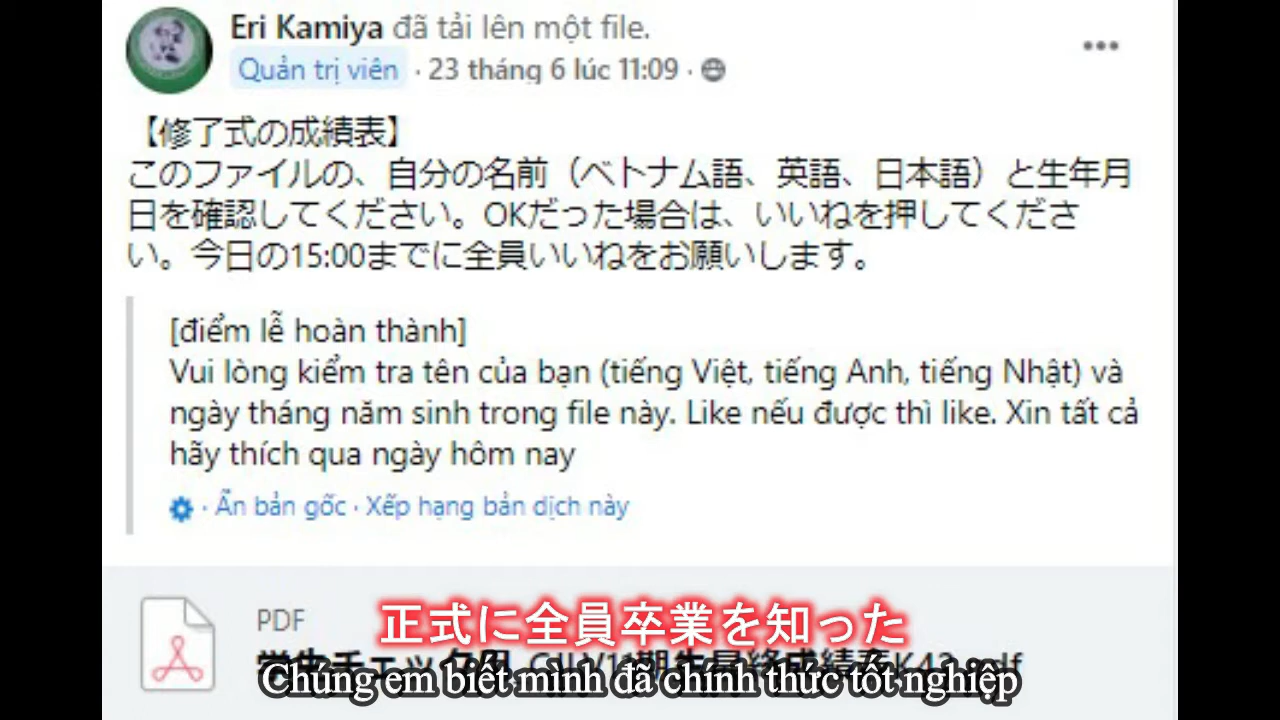 Eri Kamiya đã tải lên một file.
Quản trị viên · 23 tháng 6 lúc 11:09 ·
【修了式の成績表】
このファイルの、自分の名前（ベトナム語、英語、日本語）と生年月
日を確認してください。OKだった場合は、いいねを押してくださ
い。今日の15:00までに全員いいねをお願いします。
[điểm lễ hoàn thành]
Vui lòng kiểm tra tên của bạn (tiếng Việt, tiếng Anh, tiếng Nhật) và
ngày tháng năm sinh trong file này. Like nếu được thì like. Xin tất cả
hãy thích qua ngày hôm nay
· Ẩn bản gốc · Xếp hạng bản dịch này
PDF
正式に全員卒業を知った
Chúng em biết mình đã chính thức tốt nghiệp